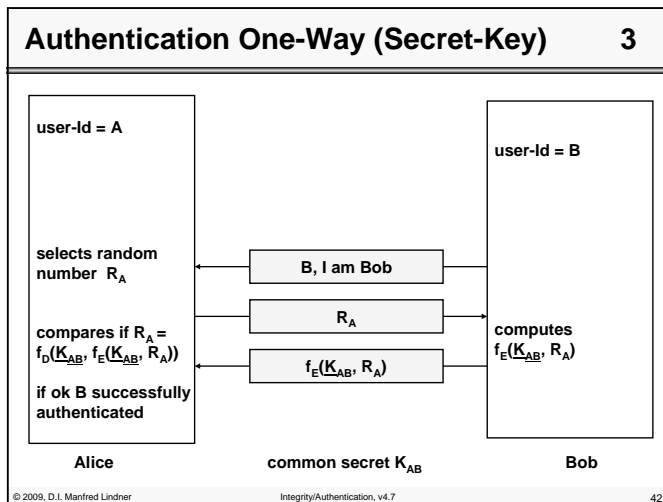 Authentication One-Way (Secret-Key) 3
user-Id = A
user-Id = B
selects random
number R_A
B, I am Bob
R_A
compares if R_A =
f_D(K_AB, f_E(K_AB, R_A))
computes
f_E(K_AB, R_A)
f_E(K_AB, R_A)
if ok B successfully
authenticated
Alice
common secret K_AB
Bob
© 2009, D.I. Manfred Lindner
Integrity/Authentication, v4.7
42